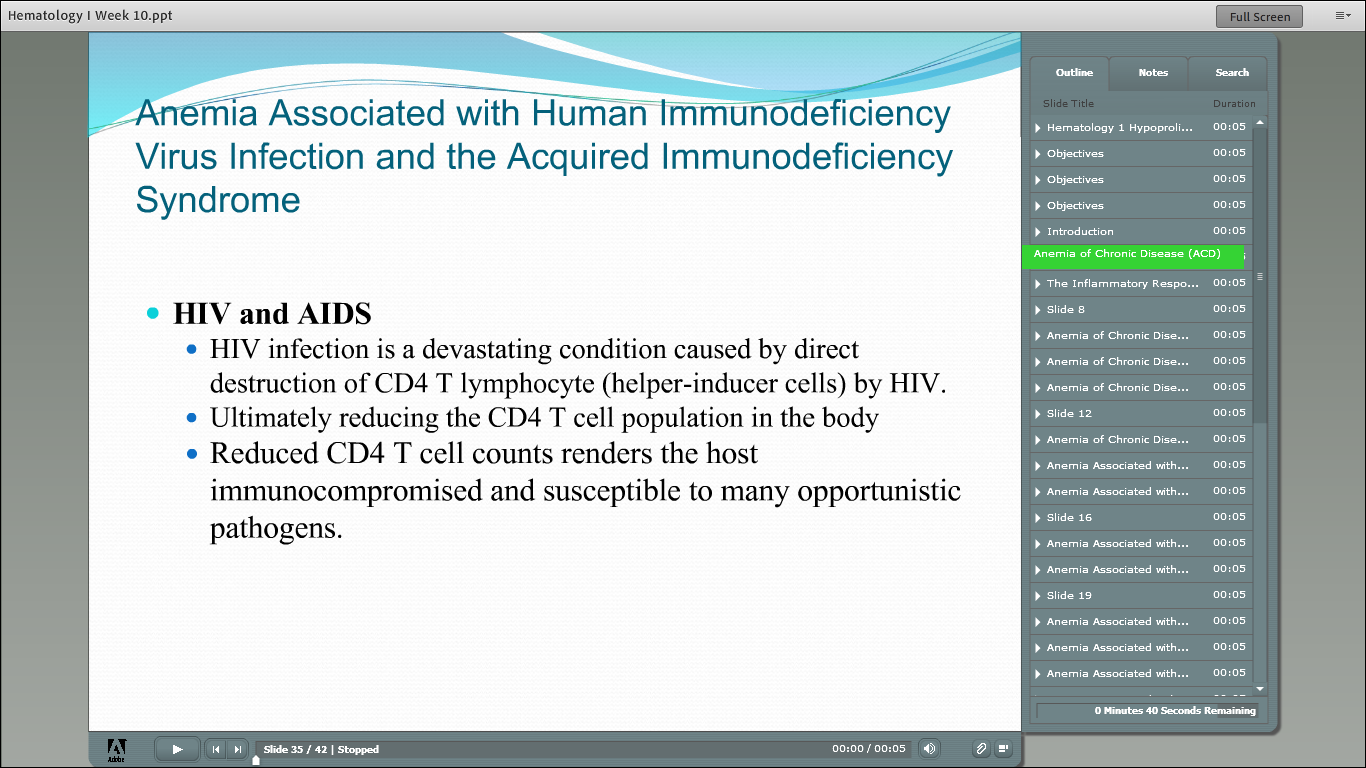 Hematology I Week 10.ppt
Full Screen
Anemia Associated with Human Immunodeficiency
Virus Infection and the Acquired Immunodeficiency
Syndrome
HIV and AIDS
HIV infection is a devastating condition caused by direct
destruction of CD4 T lymphocyte (helper-inducer cells) by HIV.
Ultimately reducing the CD4 T cell population in the body
Reduced CD4 T cell counts renders the host
immunocompromised and susceptible to many opportunistic
pathogens.
Outline Notes Search
Slide Title Duration
Hematology 1 Hypoproli... 00:05
Objectives 00:05
Objectives 00:05
Objectives 00:05
Introduction 00:05
Anemia of Chronic Disease (ACD)
The Inflammatory Respo... 00:05
Slide 8 00:05
Anemia of Chronic Dise... 00:05
Anemia of Chronic Dise... 00:05
Anemia of Chronic Dise... 00:05
Slide 12 00:05
Anemia of Chronic Dise... 00:05
Anemia Associated with... 00:05
Anemia Associated with... 00:05
Slide 16 00:05
Anemia Associated with... 00:05
Anemia Associated with... 00:05
Slide 19 00:05
Anemia Associated with... 00:05
Anemia Associated with... 00:05
Anemia Associated with... 00:05
0 Minutes 40 Seconds Remaining
Adobe
Slide 35 / 42 | Stopped
00:00 / 00:05